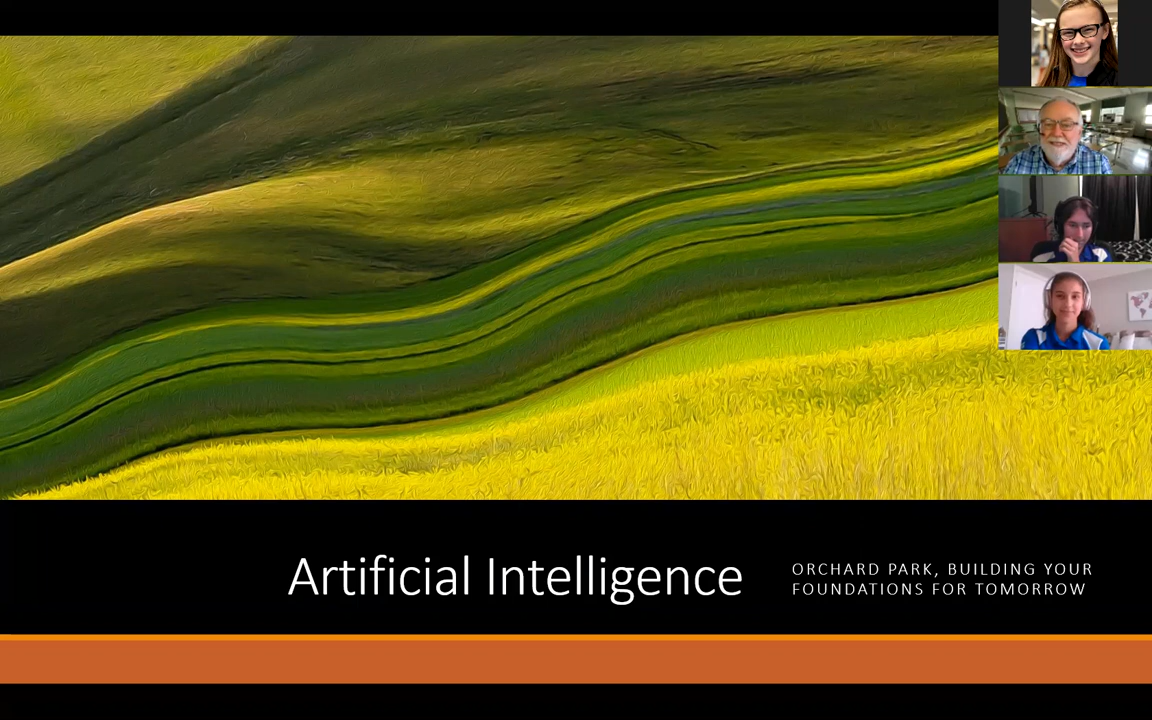 Artificial Intelligence
ORCHARD PARK, BUILDING YOUR
FOUNDATIONS FOR TOMORROW